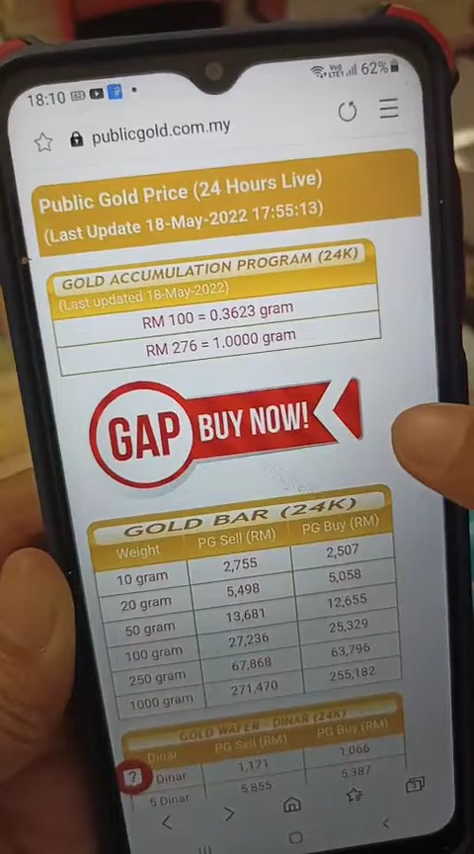 18:10 62%
publicgold.com.my
Public Gold Price (24 Hours Live)
(Last Update 18-May-2022 17:55:13)
GOLD ACCUMULATION PROGRAM (24K)
(Last updated 18-May-2022)
RM 100 = 0.3623 gram
RM 276 = 1.0000 gram
GAP BUY NOW!
GOLD BAR (24K)
Weight PG Sell (RM) PG Buy (RM)
10 gram 2,755 2,507
20 gram 5,498 5,058
50 gram 13,681 12,655
100 gram 27,236 25,329
250 gram 67,868 63,796
1000 gram 271,470 255,182
GOLD WAFER - DINAR (24K)
Dinar PG Sell (RM) PG Buy (RM)
? Dinar 1,171 1,066
5 Dinar 5,855 5,387